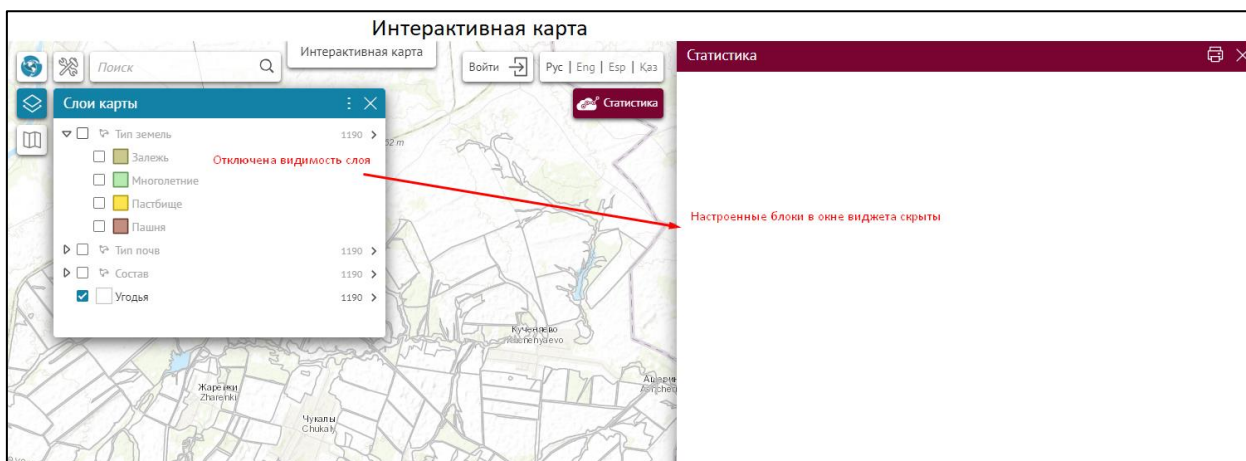 Интерактивная карта
Поиск
Интерактивная карта
Войти
Рус | Eng | Esp | Қаз
Статистика
Слои карты
Статистика
Тип земель 1190
Отключена видимость слоя
Залежь
Многолетние
Пастбище
Пашня
Тип почв 1190
Состав 1190
Угодья 1190
Настроенные блоки в окне виджета скрыты
Жаренки
Zharenki
Чукалы
Chukaly